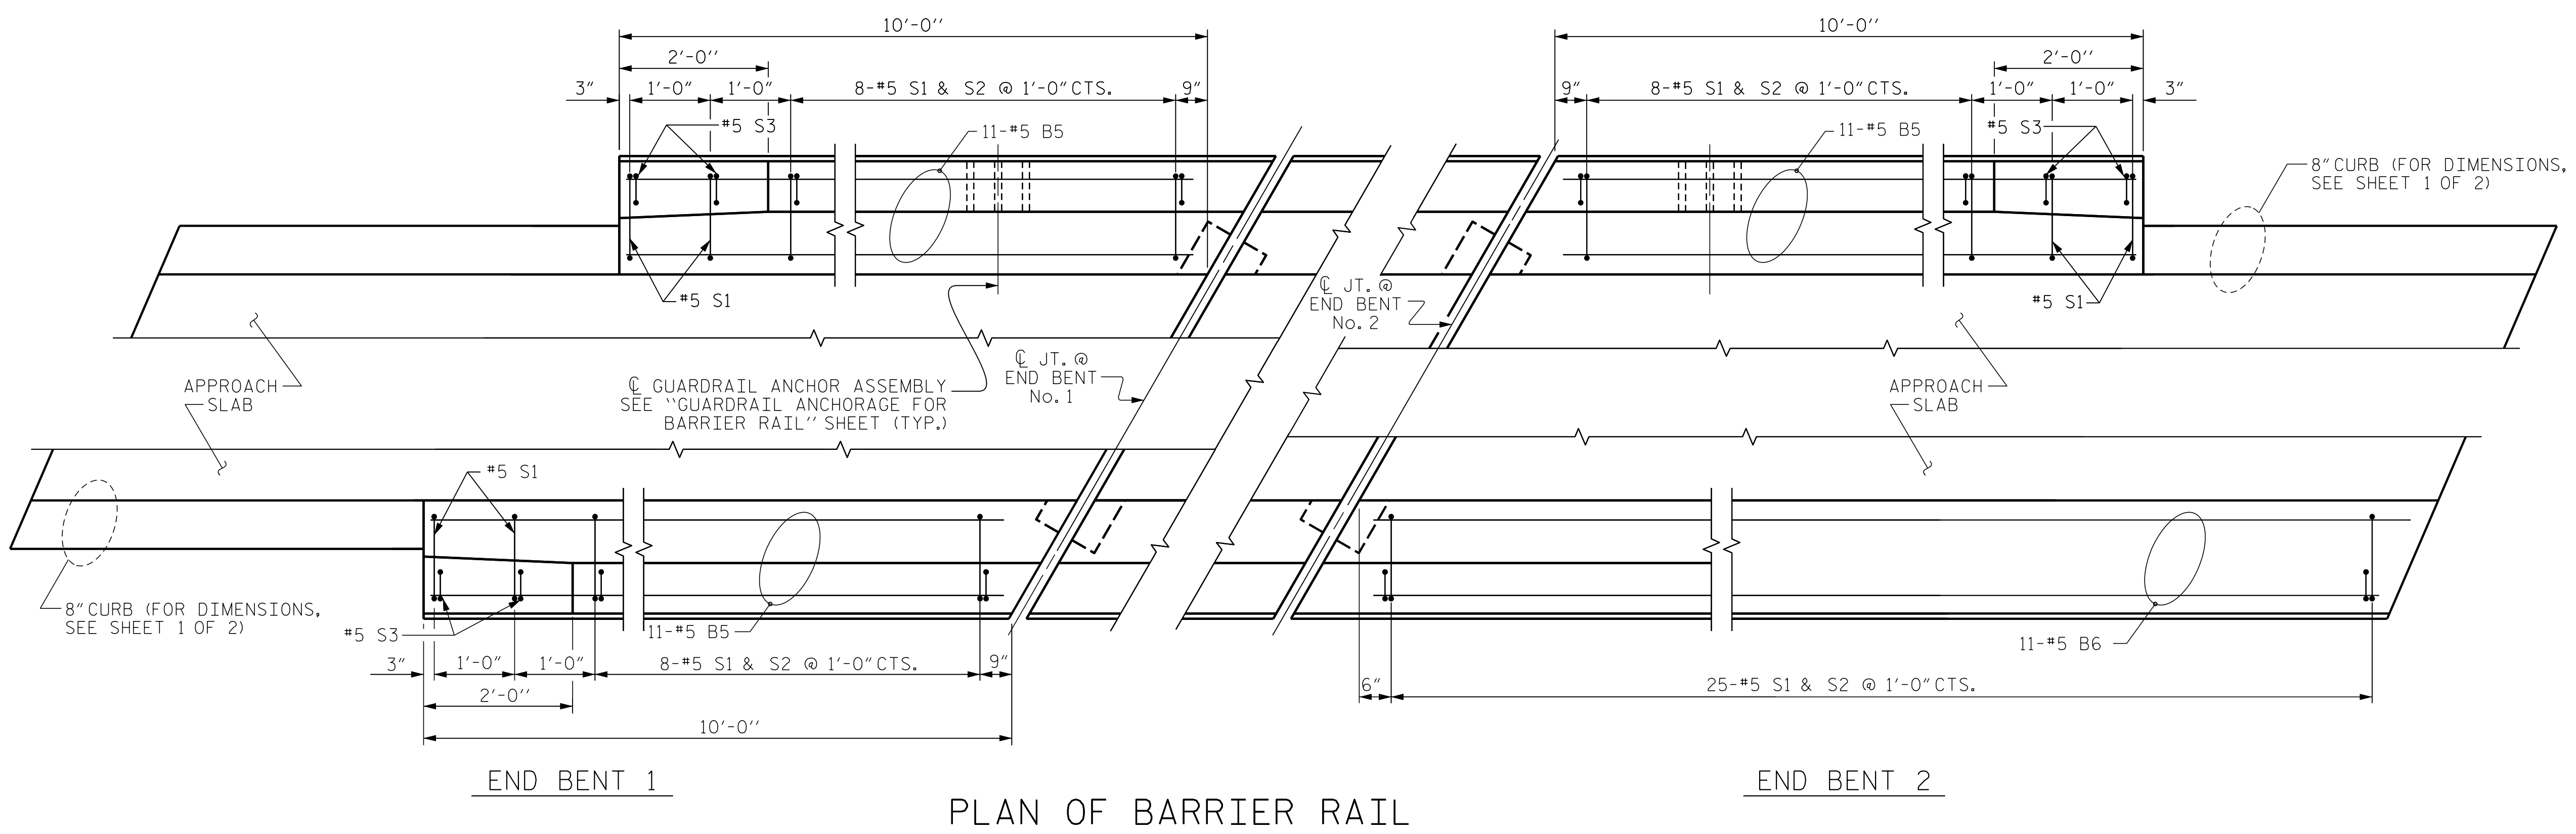 10'-0''
10'-0''
2'-0''
2'-0''
3"
1'-0"
1'-0"
8-#5 S1 & S2 @ 1'-0" CTS.
9"
9"
8-#5 S1 & S2 @ 1'-0" CTS.
1'-0"
1'-0"
3"
#5 S3
11-#5 B5
11-#5 B5
#5 S3
8" CURB (FOR DIMENSIONS,
SEE SHEET 1 OF 2)
#5 S1
℄ JT. @
END BENT
No. 2
#5 S1
APPROACH
SLAB
℄ GUARDRAIL ANCHOR ASSEMBLY
SEE "GUARDRAIL ANCHORAGE FOR
BARRIER RAIL" SHEET (TYP.)
℄ JT. @
END BENT
No. 1
APPROACH
SLAB
#5 S1
8" CURB (FOR DIMENSIONS,
SEE SHEET 1 OF 2)
#5 S3
11-#5 B5
11-#5 B6
3"
1'-0"
1'-0"
8-#5 S1 & S2 @ 1'-0" CTS.
9"
2'-0''
6"
25-#5 S1 & S2 @ 1'-0" CTS.
10'-0''
END BENT 1
END BENT 2
PLAN OF BARRIER RAIL